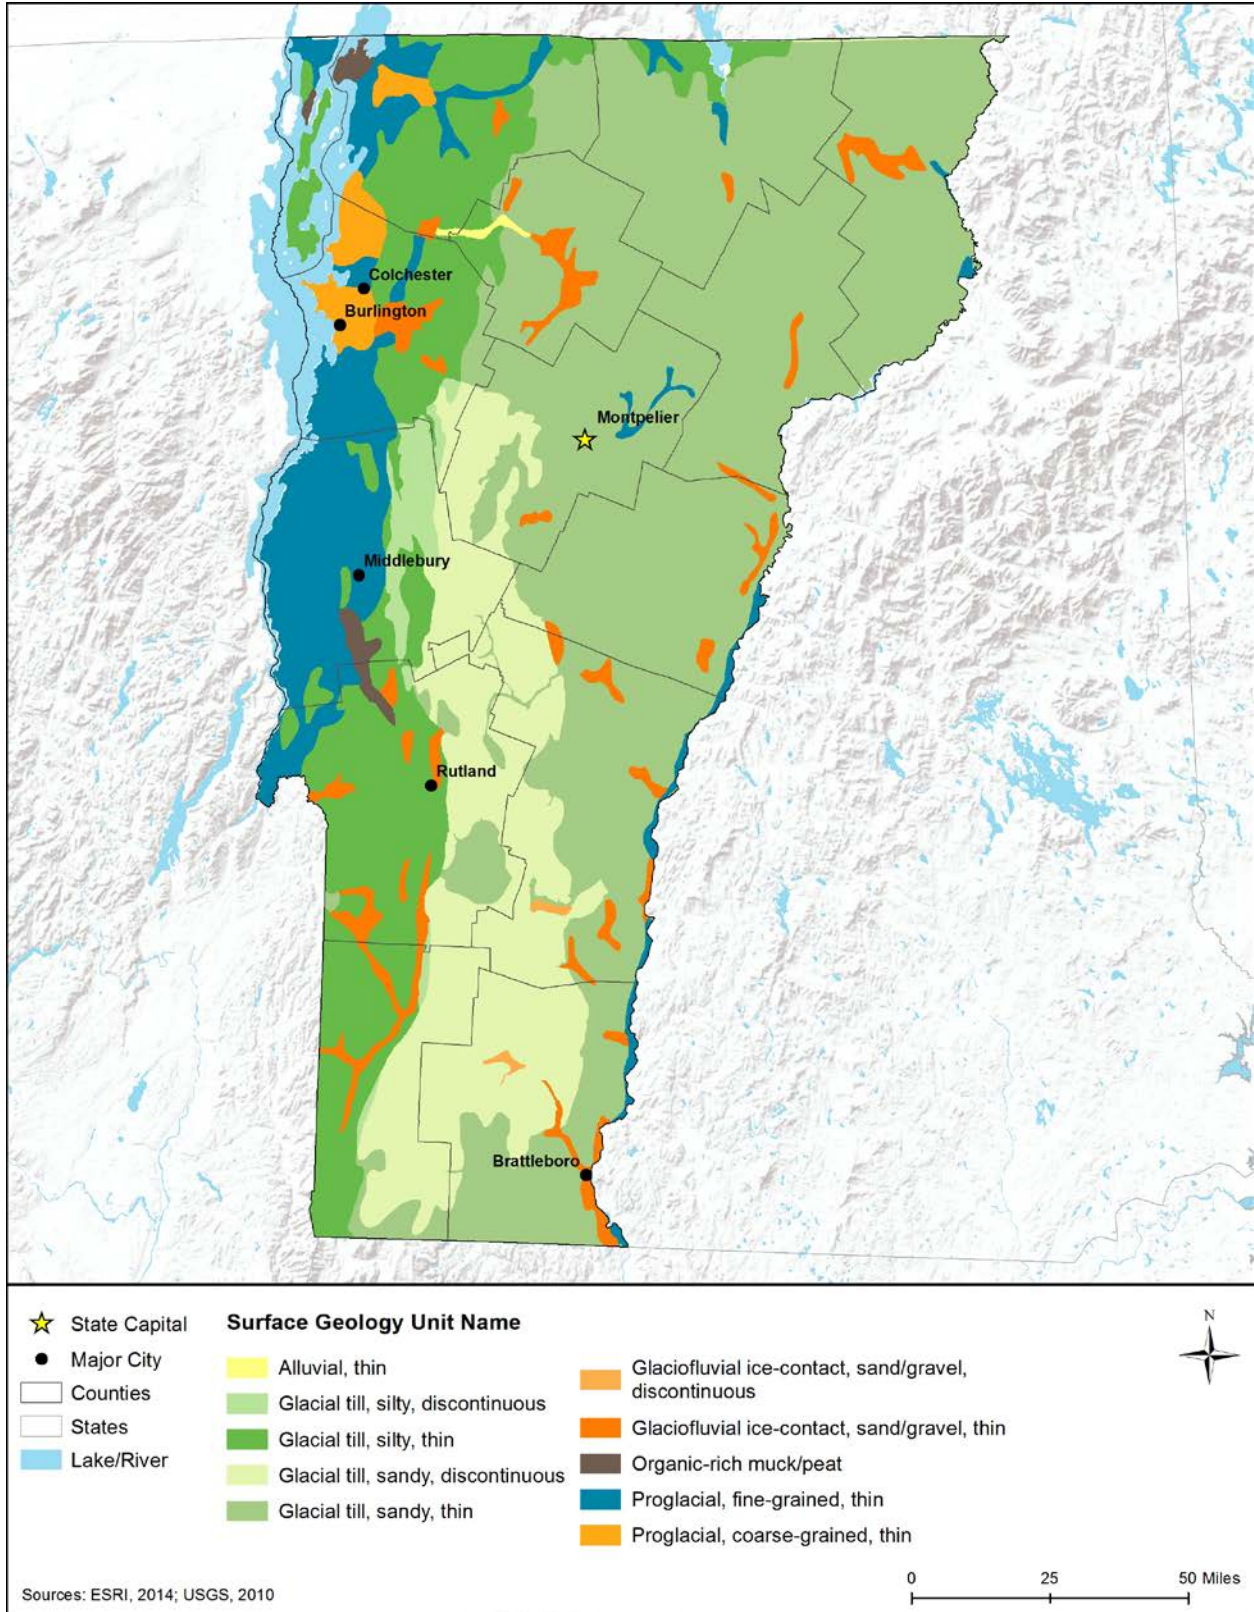 Colchester
Burlington
Montpelier
Middlebury
Rutland
Brattleboro
State Capital
Major City
Counties
States
Lake/River
Surface Geology Unit Name
Alluvial, thin
Glacial till, silty, discontinuous
Glacial till, silty, thin
Glacial till, sandy, discontinuous
Glacial till, sandy, thin
Glaciofluvial ice-contact, sand/gravel,
discontinuous
Glaciofluvial ice-contact, sand/gravel, thin
Organic-rich muck/peat
Proglacial, fine-grained, thin
Proglacial, coarse-grained, thin
N
0 25 50 Miles
Sources: ESRI, 2014; USGS, 2010